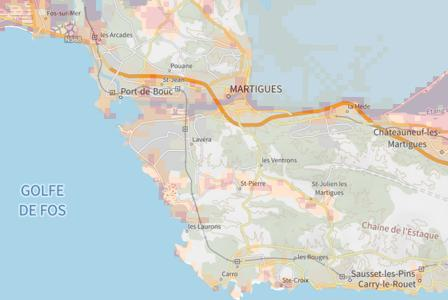 Fos-sur-Mer
les Arcades
Pouane
St-Jean
Port-de-Bouc
MARTIGUES
la Mède
Étang
Châteauneuf-les-
Martigues
Lavéra
les Ventrons
St-Pierre
St-Julien les
Martigues
GOLFE
DE FOS
les Laurons
Chaîne de l'Estaque
les Bouges
Carro
Ste-Croix
Sausset-les-Pins
Carry-le-Rouet